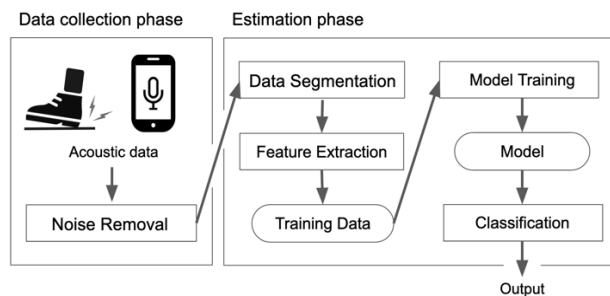 Data collection phase
Acoustic data
Noise Removal
Estimation phase
Data Segmentation
Feature Extraction
Training Data
Model Training
Model
Classification
Output